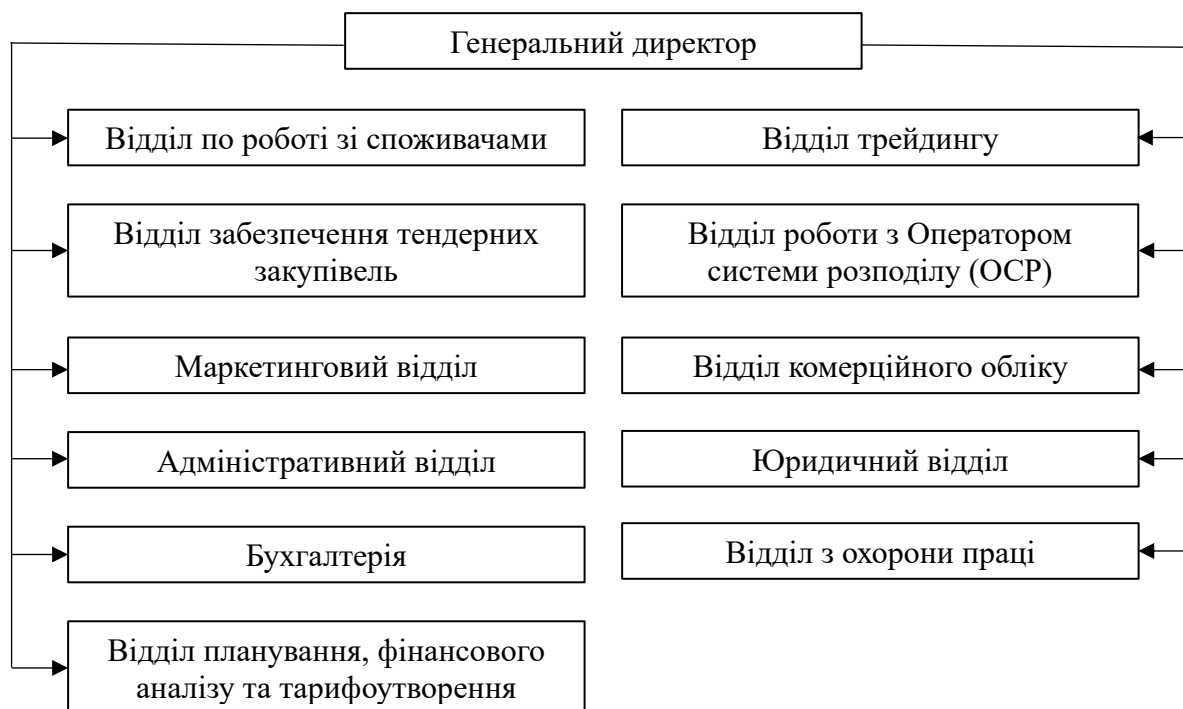 Генеральний директор
Відділ по роботі зі споживачами
Відділ трейдингу
Відділ забезпечення тендерних
закупівель
Відділ роботи з Оператором
системи розподілу (ОСР)
Маркетинговий відділ
Відділ комерційного обліку
Адміністративний відділ
Юридичний відділ
Бухгалтерія
Відділ з охорони праці
Відділ планування, фінансового
аналізу та тарифоутворення